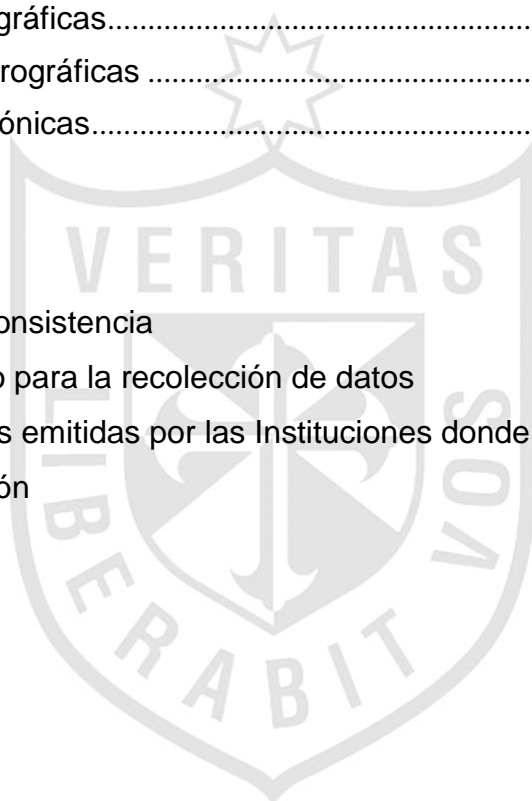 gráficas
rográficas
ónicas
VERITAS
onsistencia
o para la recolección de datos
s emitidas por las Instituciones donde
ón
LIBERABIT VOS